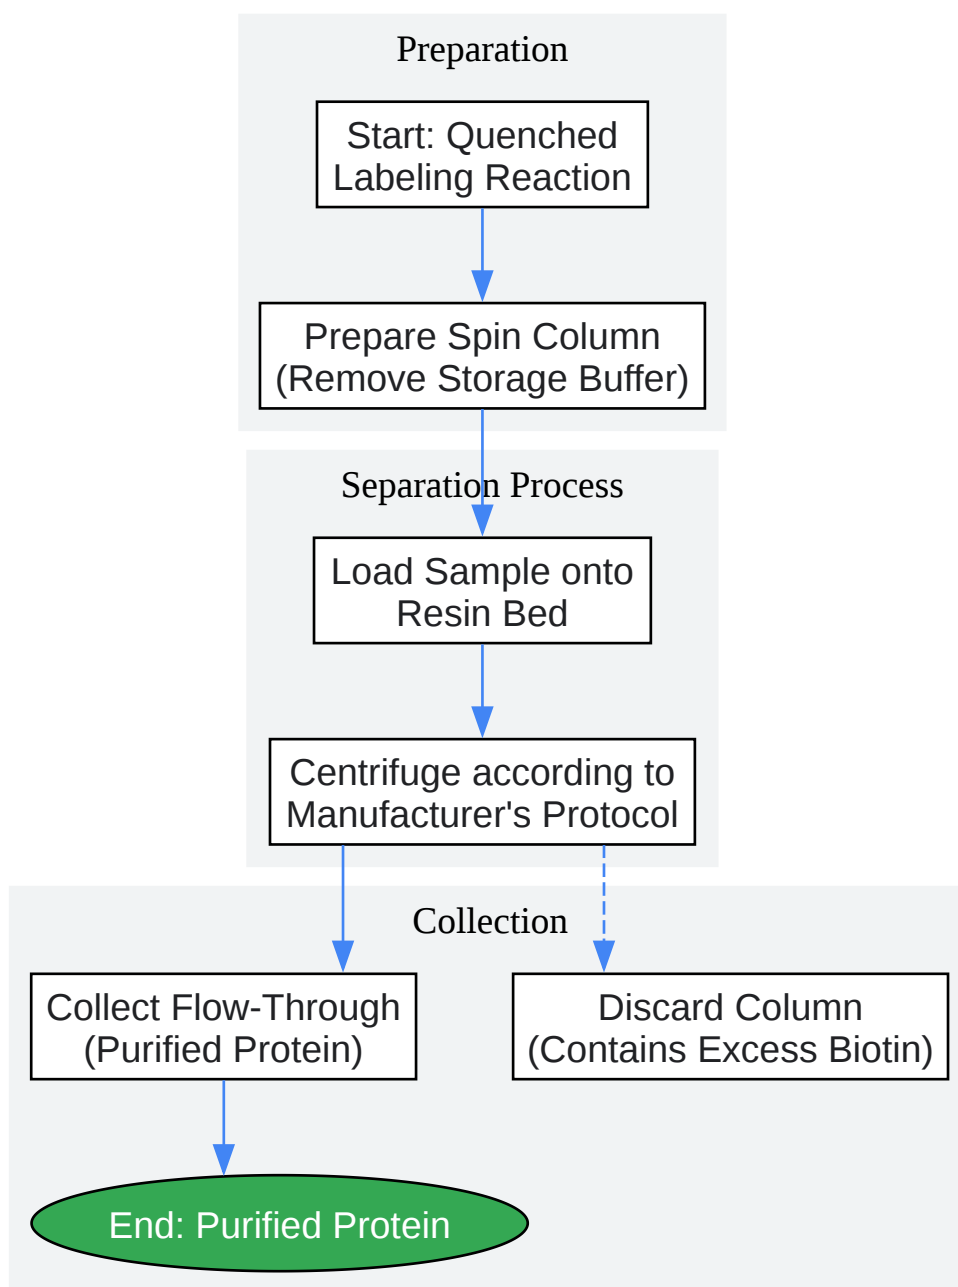 Preparation
Start: Quenched
Labeling Reaction
Prepare Spin Column
(Remove Storage Buffer)
Separation Process
Load Sample onto
Resin Bed
Centrifuge according to
Manufacturer's Protocol
Collection
Collect Flow-Through
(Purified Protein)
Discard Column
(Contains Excess Biotin)
End: Purified Protein